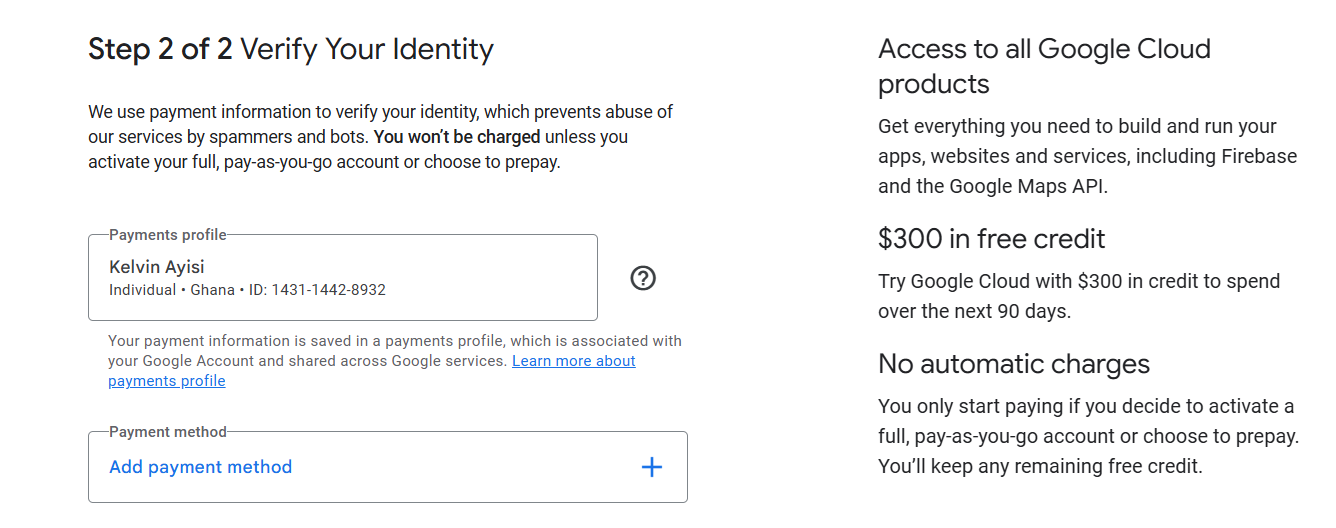 Step 2 of 2 Verify Your Identity
We use payment information to verify your identity, which prevents abuse of
our services by spammers and bots. You won't be charged unless you
activate your full, pay-as-you-go account or choose to prepay.
Payments profile
Kelvin Ayisi
Individual • Ghana • ID: 1431-1442-8932
Your payment information is saved in a payments profile, which is associated with
your Google Account and shared across Google services. Learn more about
payments profile
Payment method
Add payment method
Access to all Google Cloud
products
Get everything you need to build and run your
apps, websites and services, including Firebase
and the Google Maps API.
$300 in free credit
Try Google Cloud with $300 in credit to spend
over the next 90 days.
No automatic charges
You only start paying if you decide to activate a
full, pay-as-you-go account or choose to prepay.
You'll keep any remaining free credit.